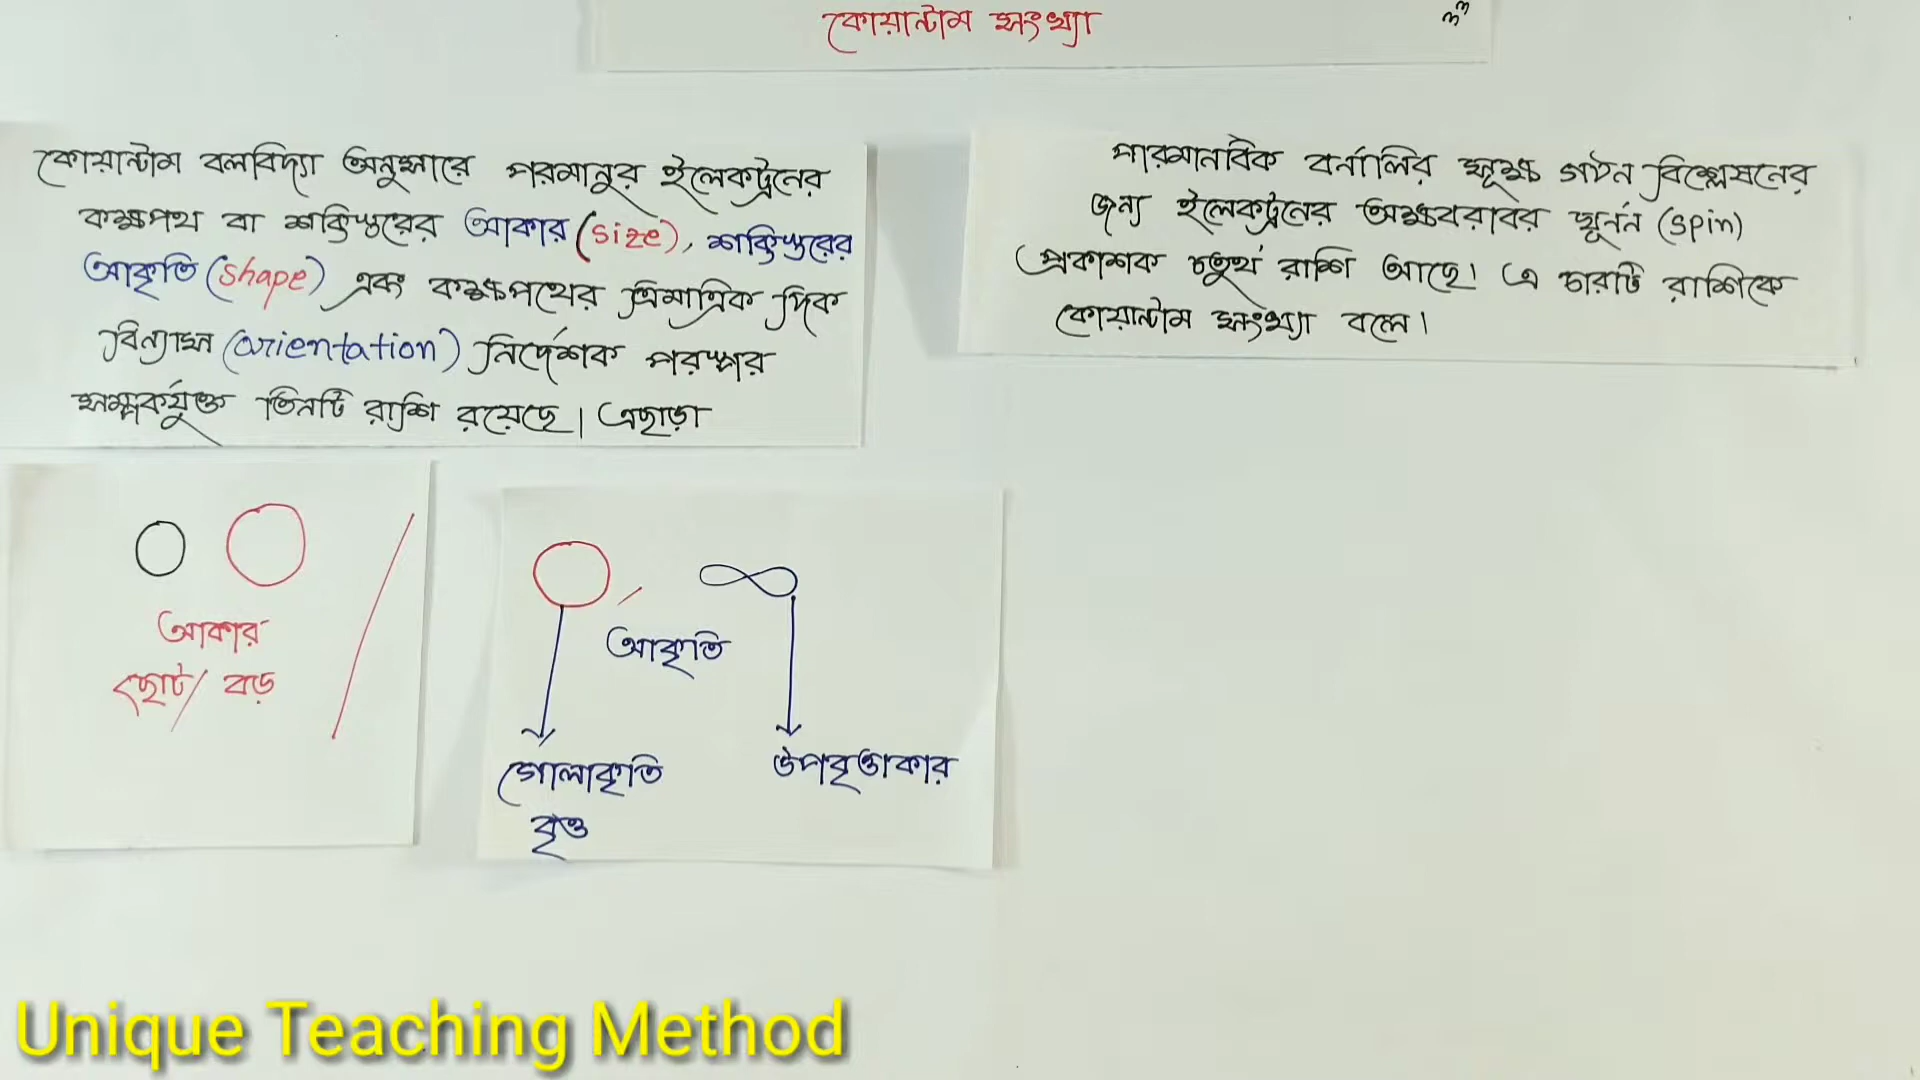 কোয়ান্টাম সংখ্যা
৩৩
কোয়ান্টাম বলবিদ্যা অনুসারে পরমানুর ইলেকট্রনের
কক্ষপথ বা শক্তিস্তরের আকার (size), শক্তিস্তরের
আকৃতি (shape) এবং কক্ষপথের ত্রিমাত্রিক দিক
বিন্যাস (orientation) নির্দেশক পরস্পর
সম্পর্কযুক্ত তিনটি রাশি রয়েছে। এছাড়া
পারমানবিক বর্নালির সূক্ষ গঠন বিশ্লেষনের
জন্য ইলেকট্রনের অক্ষবরাবর ঘূর্নন (spin)
প্রকাশক চতুর্থ রাশি আছে। এ চারটি রাশিকে
কোয়ান্টাম সংখ্যা বলে।
আকার
ছোট/ বড়
আকৃতি
গোলাকৃতি
বৃত্ত
উপবৃত্তাকার
Unique Teaching Method